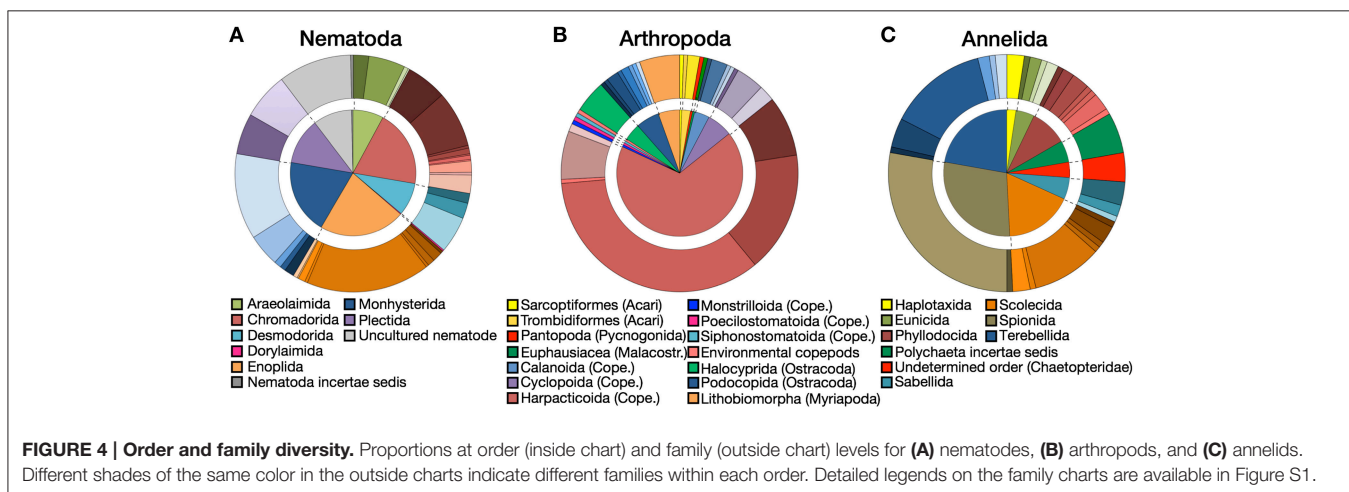 A Nematoda
B Arthropoda
C Annelida
Araeolaimida
Chromadorida
Desmodorida
Dorylaimida
Enoplida
Nematoda incertae sedis
Monhysterida
Plectida
Uncultured nematode
Sarcoptiformes (Acari)
Trombidiformes (Acari)
Pantopoda (Pycnogonida)
Euphausiacea (Malacostr.)
Calanoida (Cope.)
Cyclopoida (Cope.)
Harpacticoida (Cope.)
Monstrilloida (Cope.)
Poecilostomatoida (Cope.)
Siphonostomatoida (Cope.)
Environmental copepods
Halocyprida (Ostracoda)
Podocopida (Ostracoda)
Lithobiomorpha (Myriapoda)
Haplotaxida
Eunicida
Phyllodocida
Polychaeta incertae sedis
Undetermined order (Chaetopteridae)
Sabellida
Scolecida
Spionida
Terebellida
FIGURE 4 | Order and family diversity. Proportions at order (inside chart) and family (outside chart) levels for (A) nematodes, (B) arthropods, and (C) annelids.
Different shades of the same color in the outside charts indicate different families within each order. Detailed legends on the family charts are available in Figure S1.